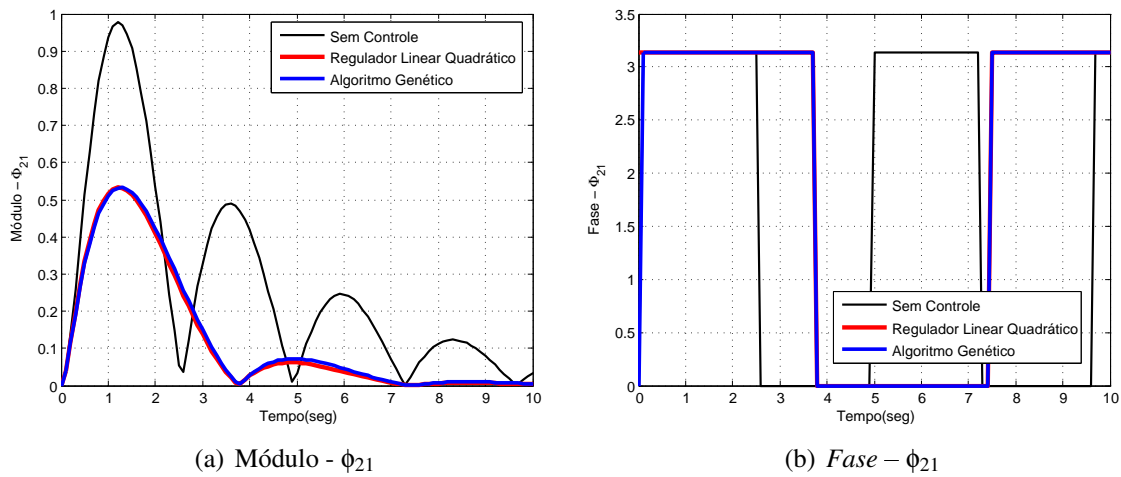 1
0.9
0.8
0.7
0.6
0.5
0.4
0.3
0.2
0.1
0
Módulo – Φ21
0 1 2 3 4 5 6 7 8 9 10
Tempo(seg)
Sem Controle
Regulador Linear Quadrático
Algoritmo Genético
(a) Módulo - ϕ21
3.5
3
2.5
2
1.5
1
0.5
0
Fase – Φ21
0 1 2 3 4 5 6 7 8 9 10
Tempo(seg)
Sem Controle
Regulador Linear Quadrático
Algoritmo Genético
(b) Fase – ϕ21